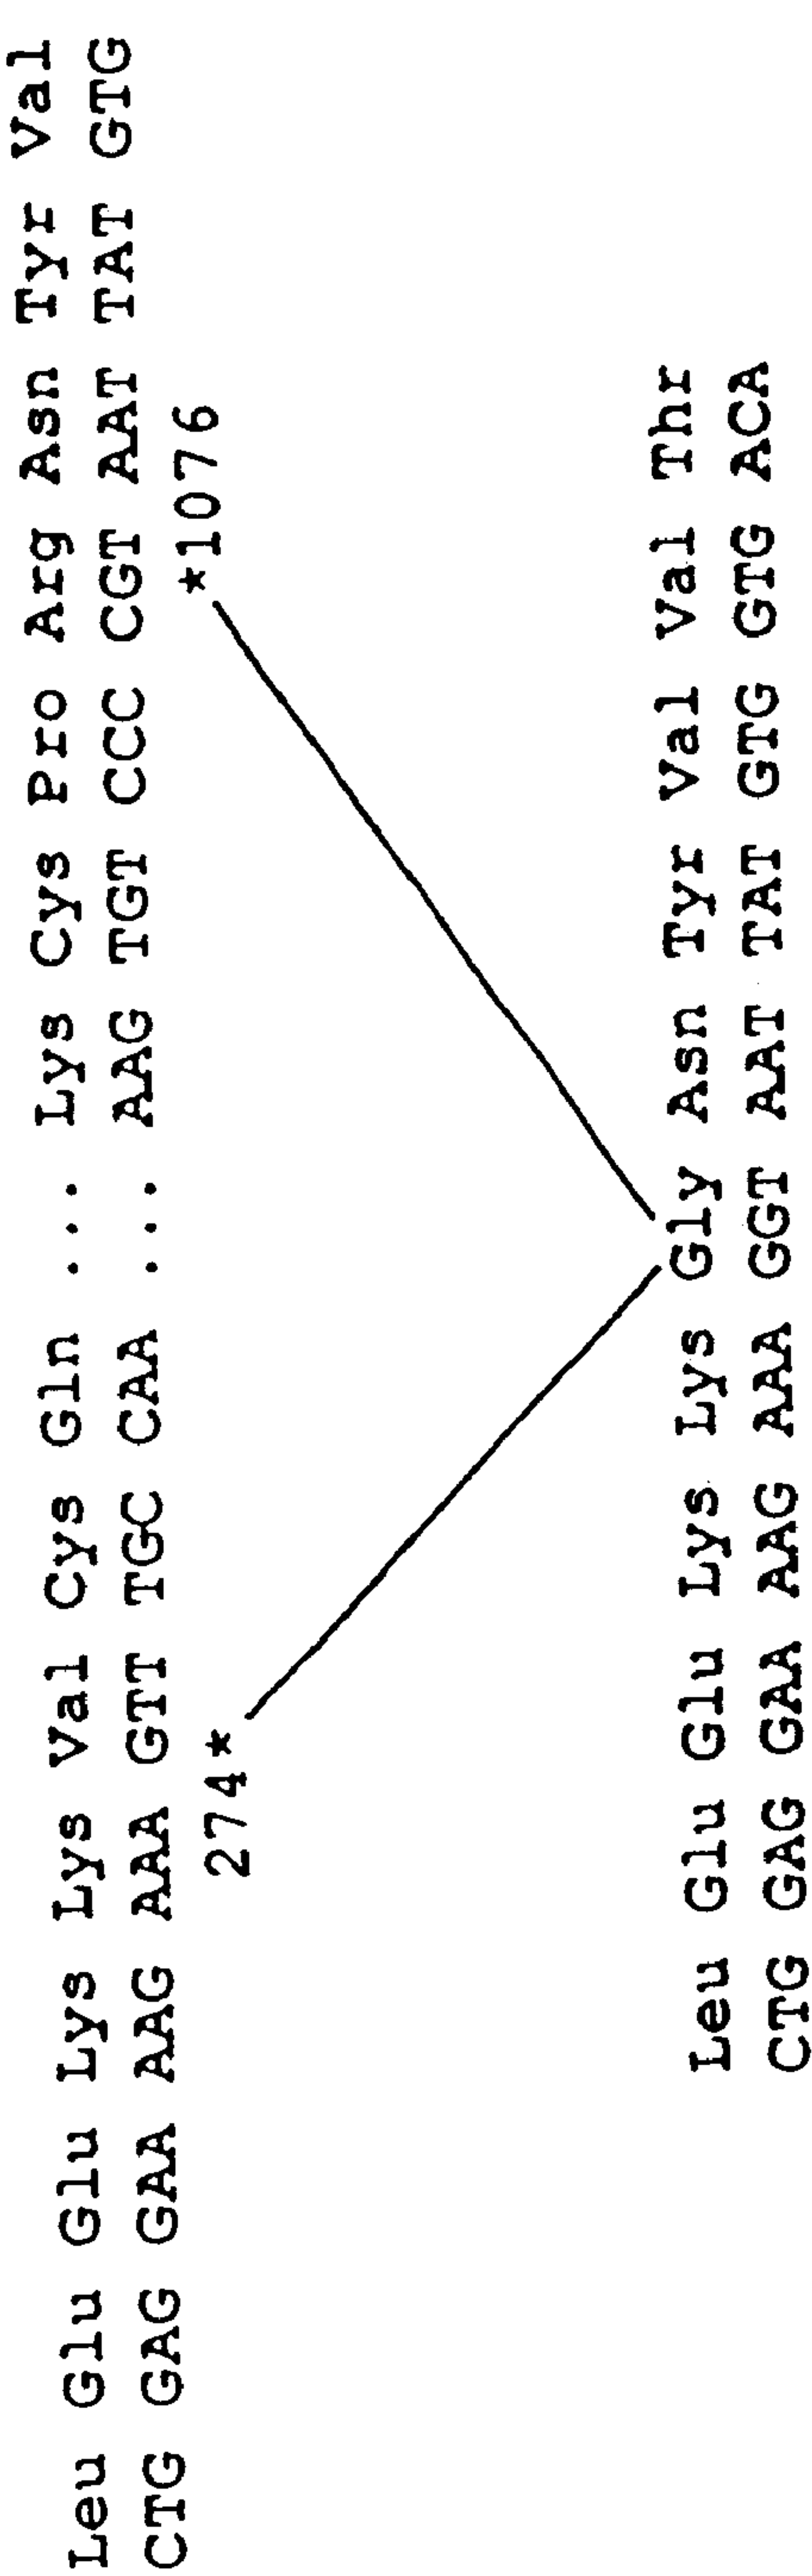 Leu Glu Glu Lys Lys Val Cys Gln ... Lys Cys Pro Arg Asn Tyr Val
CTG GAG GAA AAG AAA GTT TGC CAA ... AAG TGT CCC CGT AAT TAT GTG
274* *1076
Leu Glu Glu Lys Lys Gly Asn Tyr Val Val Thr
CTG GAG GAA AAG AAA GGT AAT TAT GTG GTG ACA